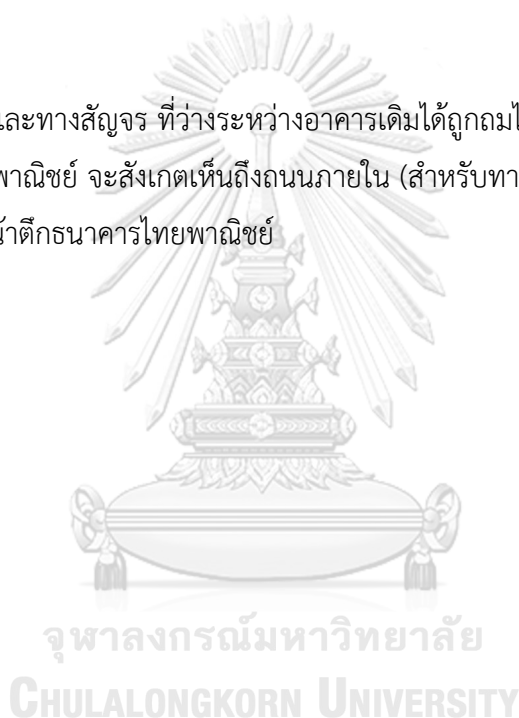 และทางสัญจร ที่ว่างระหว่างอาคารเดิมได้ถูกถมไ
พาณิชย์ จะสังเกตเห็นถึงถนนภายใน (สำหรับทา
น้าตึกธนาคารไทยพาณิชย์
จุฬาลงกรณ์มหาวิทยาลัย
CHULALONGKORN UNIVERSITY